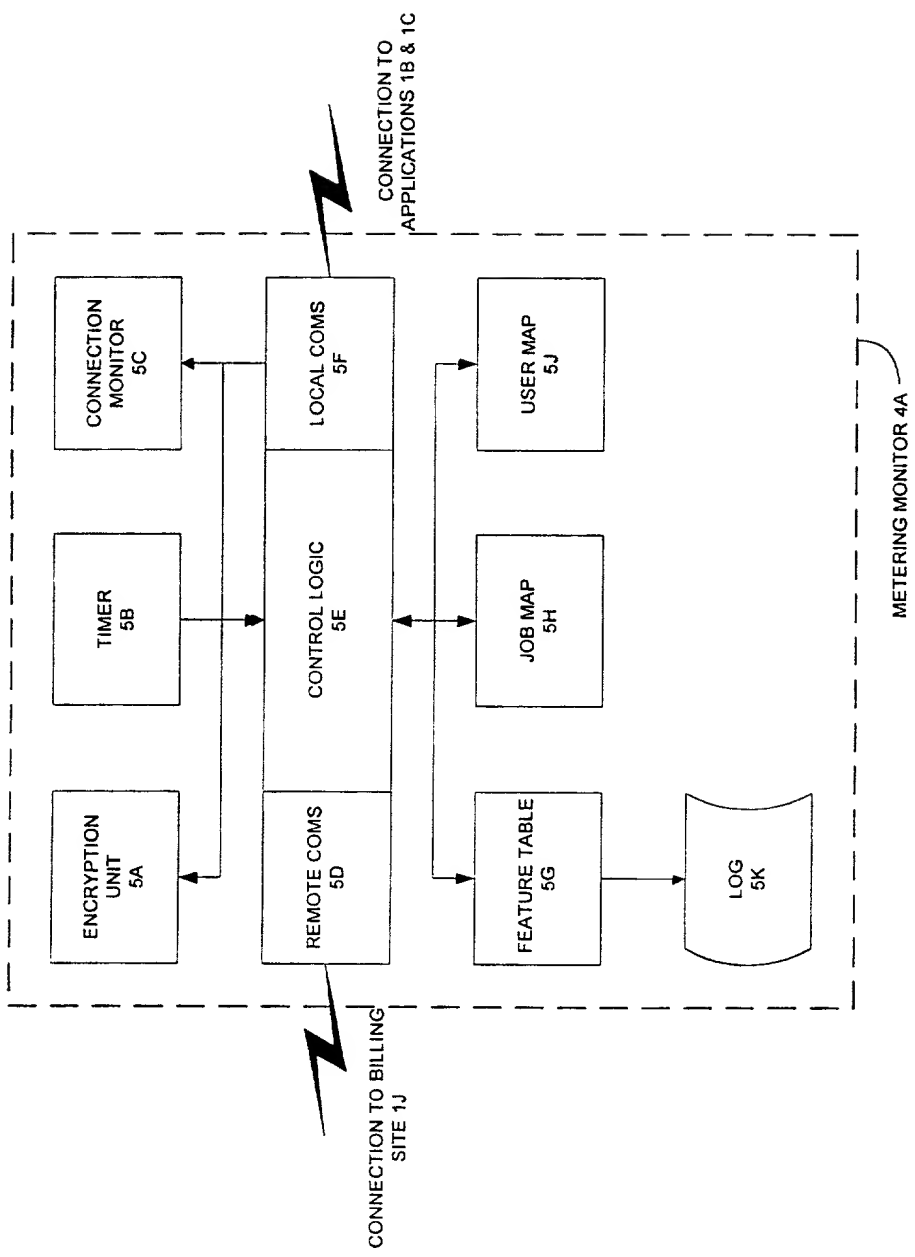 ENCRYPTION
UNIT
5A
TIMER
5B
CONNECTION
MONITOR
5C
REMOTE COMS
5D
CONTROL LOGIC
5E
LOCAL COMS
5F
CONNECTION TO BILLING
SITE 1J
CONNECTION TO
APPLICATIONS 1B & 1C
FEATURE TABLE
5G
JOB MAP
5H
USER MAP
5J
LOG
5K
METERING MONITOR 4A